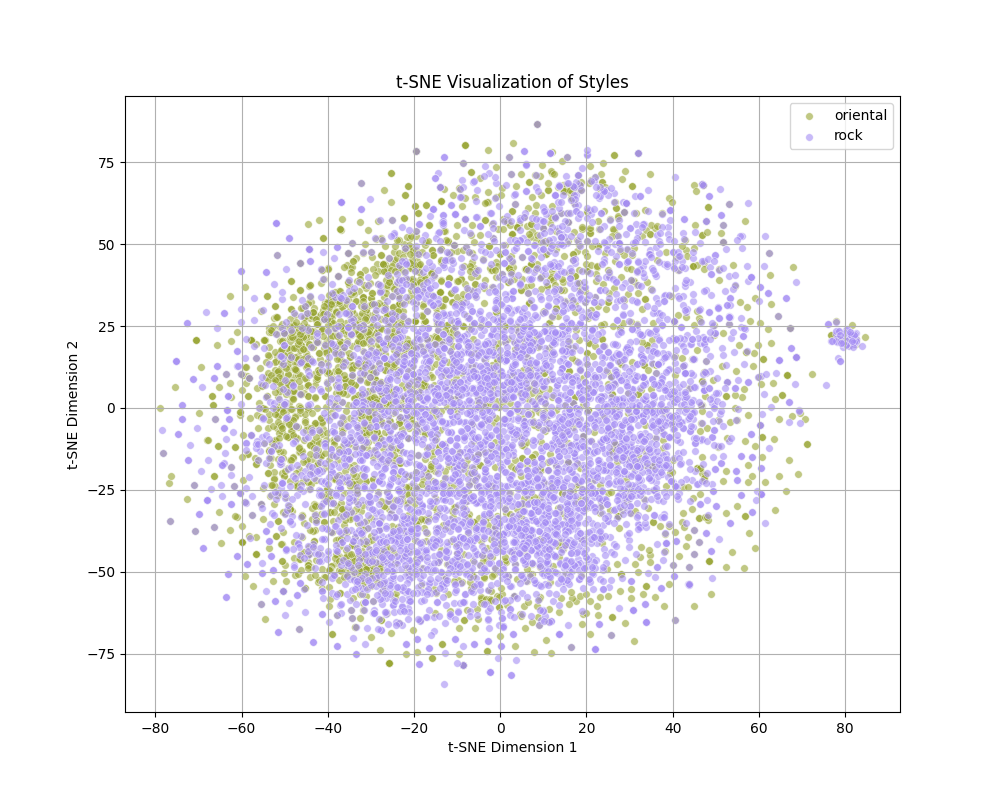 t-SNE Visualization of Styles
oriental
rock
75
50
25
0
−25
−50
−75
t-SNE Dimension 2
−80 −60 −40 −20 0 20 40 60 80
t-SNE Dimension 1